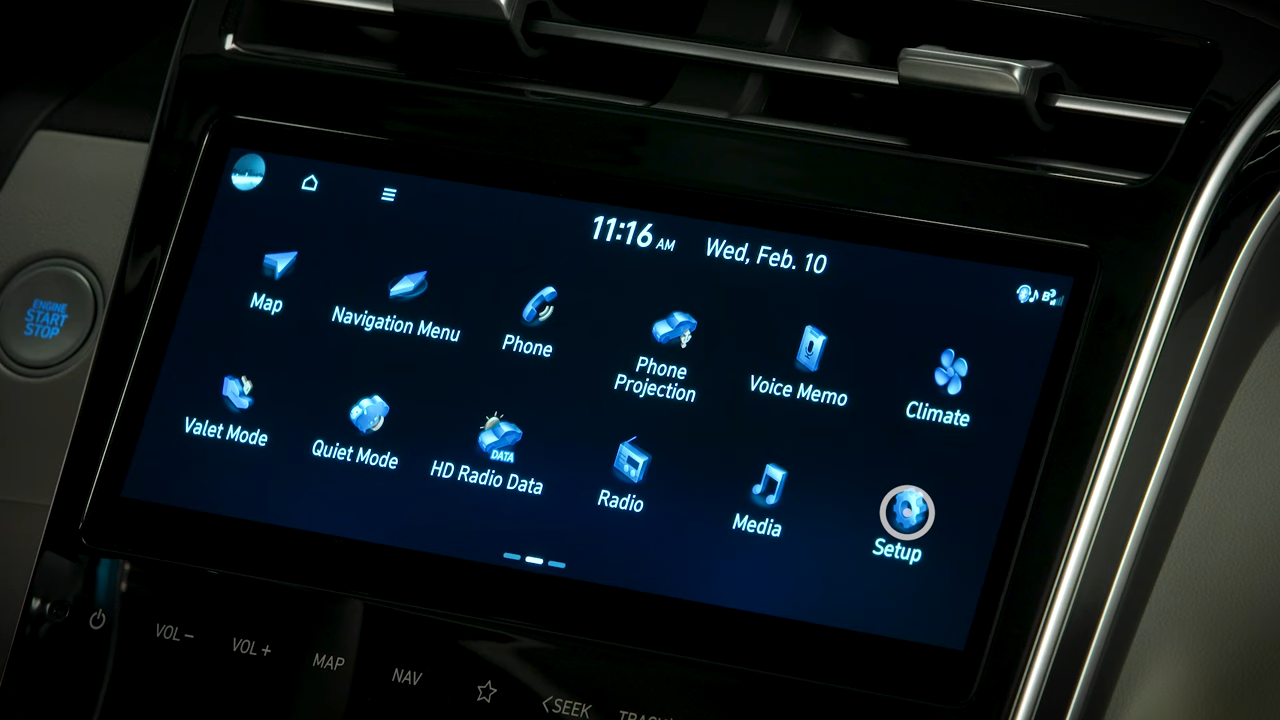 11:16 AM Wed, Feb. 10
Map
Navigation Menu
Phone
Phone
Projection
Voice Memo
Climate
Valet Mode
Quiet Mode
DATA
HD Radio Data
Radio
Media
Setup
ENGINE
START
STOP
VOL−
VOL+
MAP
NAV
<SEEK